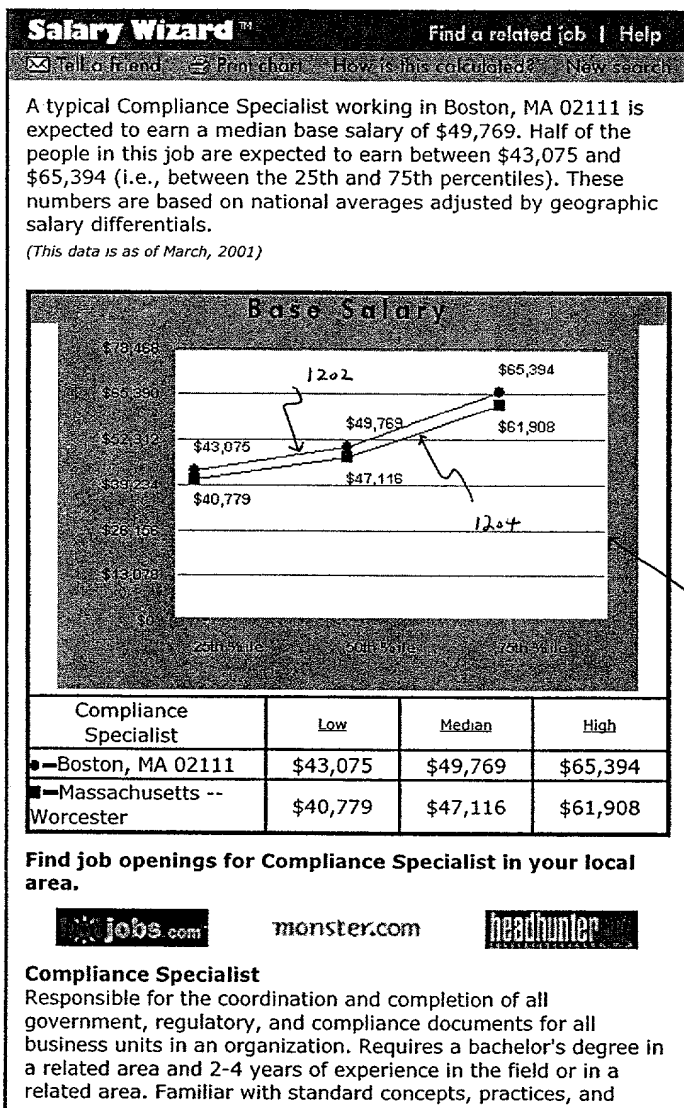 Salary Wizard™ Find a related job | Help
Tell a friend Print chart How is this calculated? New search
A typical Compliance Specialist working in Boston, MA 02111 is
expected to earn a median base salary of $49,769. Half of the
people in this job are expected to earn between $43,075 and
$65,394 (i.e., between the 25th and 75th percentiles). These
numbers are based on national averages adjusted by geographic
salary differentials.
(This data is as of March, 2001)
Base Salary
$78,468
$65,390
$52,312
$39,234
$26,156
$13,078
$0
1202
$65,394
$49,769
$61,908
$43,075
$47,116
$40,779
1204
25th %ile 50th %ile 75th %ile
Compliance
Specialist Low Median High
Boston, MA 02111 $43,075 $49,769 $65,394
Massachusetts --
Worcester $40,779 $47,116 $61,908
Find job openings for Compliance Specialist in your local
area.
jobs.com monster.com headhunter
Compliance Specialist
Responsible for the coordination and completion of all
government, regulatory, and compliance documents for all
business units in an organization. Requires a bachelor's degree in
a related area and 2-4 years of experience in the field or in a
related area. Familiar with standard concepts, practices, and